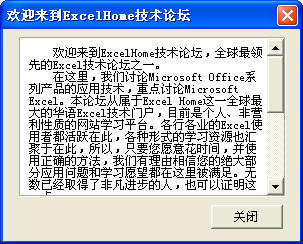 欢迎来到ExcelHome技术论坛
欢迎来到ExcelHome技术论坛，全球最领
先的Excel技术论坛之一。
在这里，我们讨论Microsoft Office系
列产品的应用技术，重点讨论Microsoft
Excel。本论坛从属于Excel Home这一全球最
大的华语Excel技术门户，目前是个人、非营
利性质的网站学习平台。各行各业的Excel使
用者都活跃在此，各种形式的学习资源也汇
聚于在此，所以，只要您愿意花时间，并使
用正确的方法，我们有理由相信您的绝大部
分应用问题和学习愿望都在这里被满足。无
数已经取得了非凡进步的人，也可以证明这
关闭